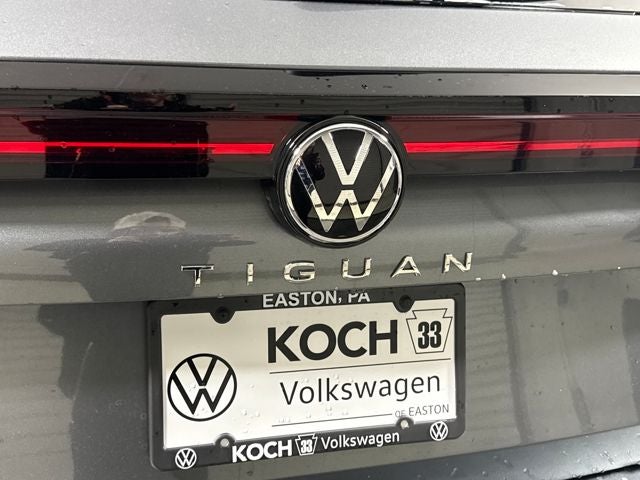 TIGUAN
EASTON, PA
KOCH 33
Volkswagen
OF EASTON
KOCH 33 Volkswagen